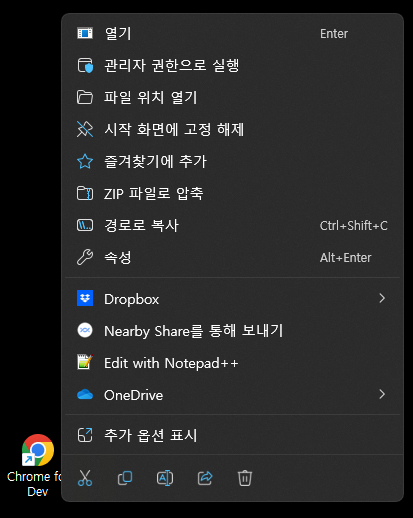 열기 Enter
관리자 권한으로 실행
파일 위치 열기
시작 화면에 고정 해제
즐겨찾기에 추가
ZIP 파일로 압축
경로로 복사 Ctrl+Shift+C
속성 Alt+Enter
Dropbox
Nearby Share를 통해 보내기
Edit with Notepad++
OneDrive
추가 옵션 표시
Chrome fo
Dev